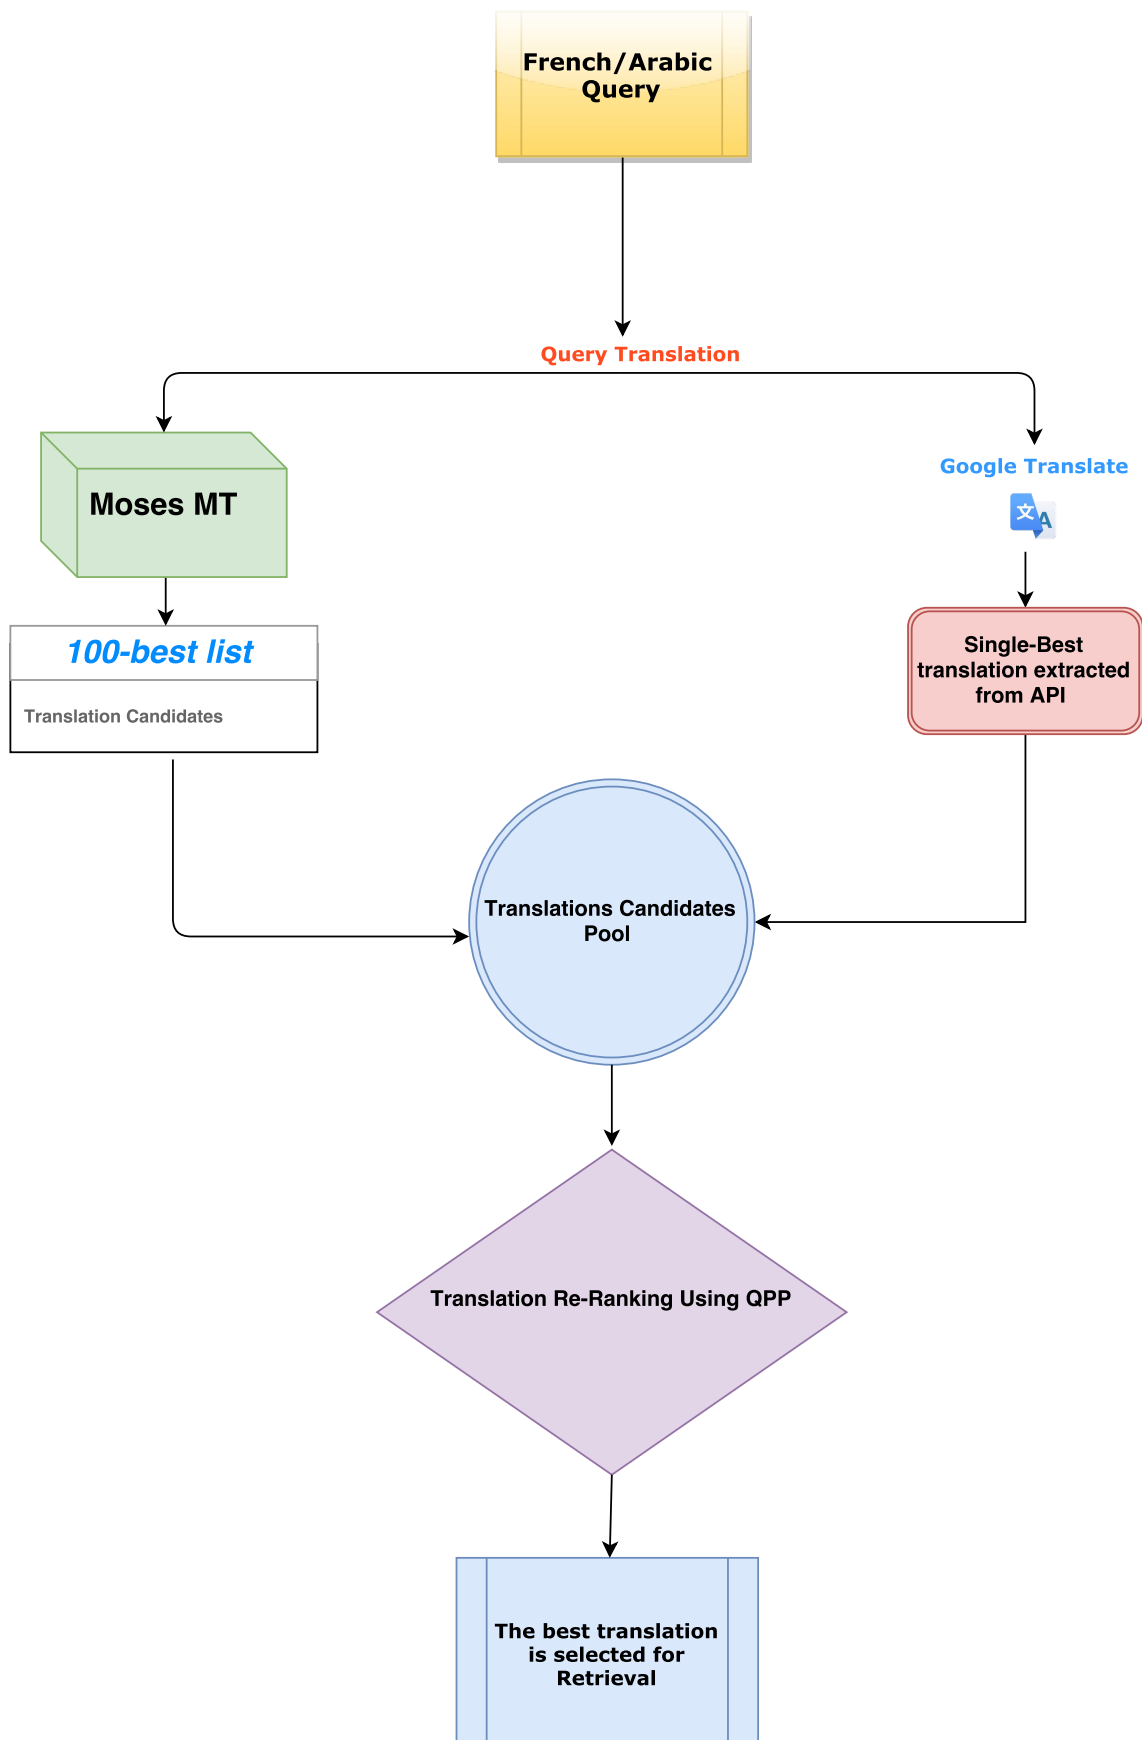 French/Arabic
Query
Query Translation
Moses MT
Google Translate
文
A
100-best list
Translation Candidates
Single-Best
translation extracted
from API
Translations Candidates
Pool
Translation Re-Ranking Using QPP
The best translation
is selected for
Retrieval